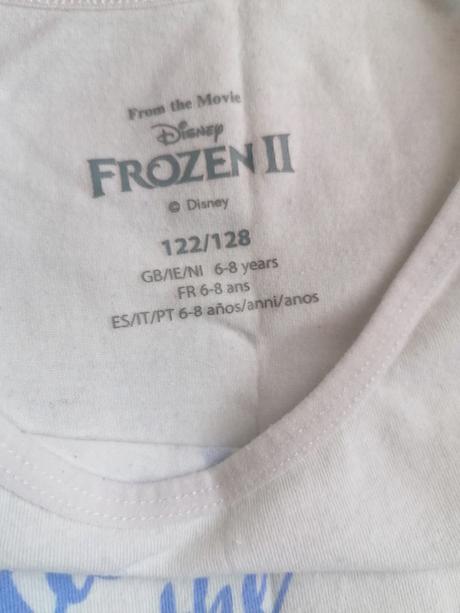 From the Movie
Disney
FROZEN II
© Disney
122/128
GB/IE/NI 6-8 years
FR 6-8 ans
ES/IT/PT 6-8 años/anni/anos
the